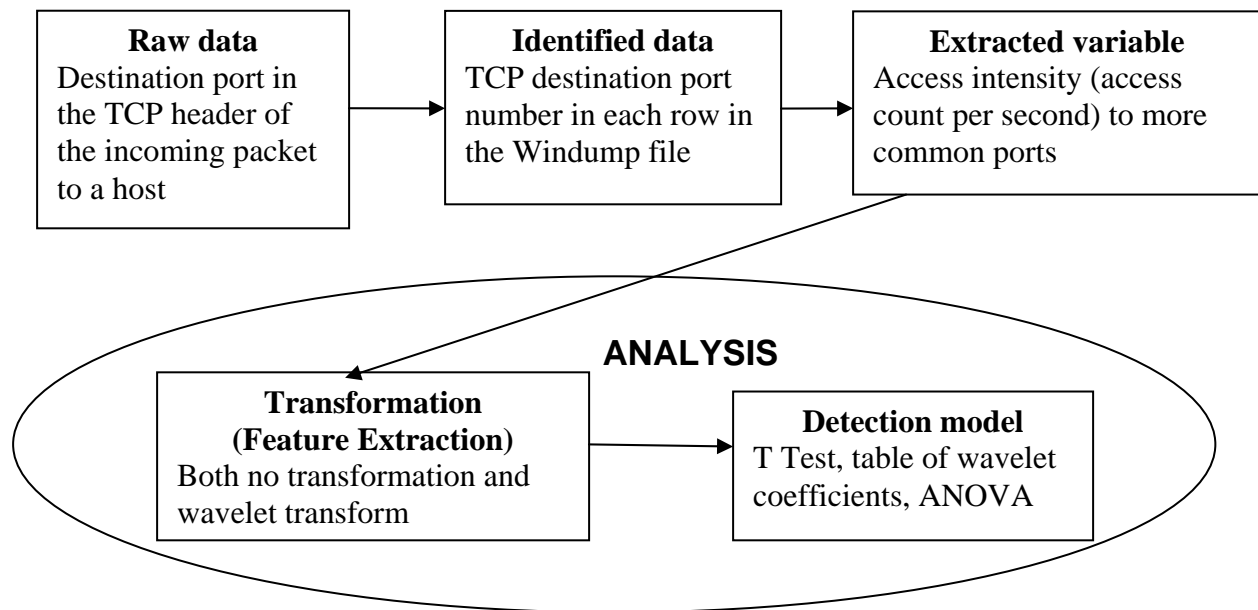 Raw data
Destination port in
the TCP header of
the incoming packet
to a host
Identified data
TCP destination port
number in each row in
the Windump file
Extracted variable
Access intensity (access
count per second) to more
common ports
ANALYSIS
Transformation
(Feature Extraction)
Both no transformation and
wavelet transform
Detection model
T Test, table of wavelet
coefficients, ANOVA